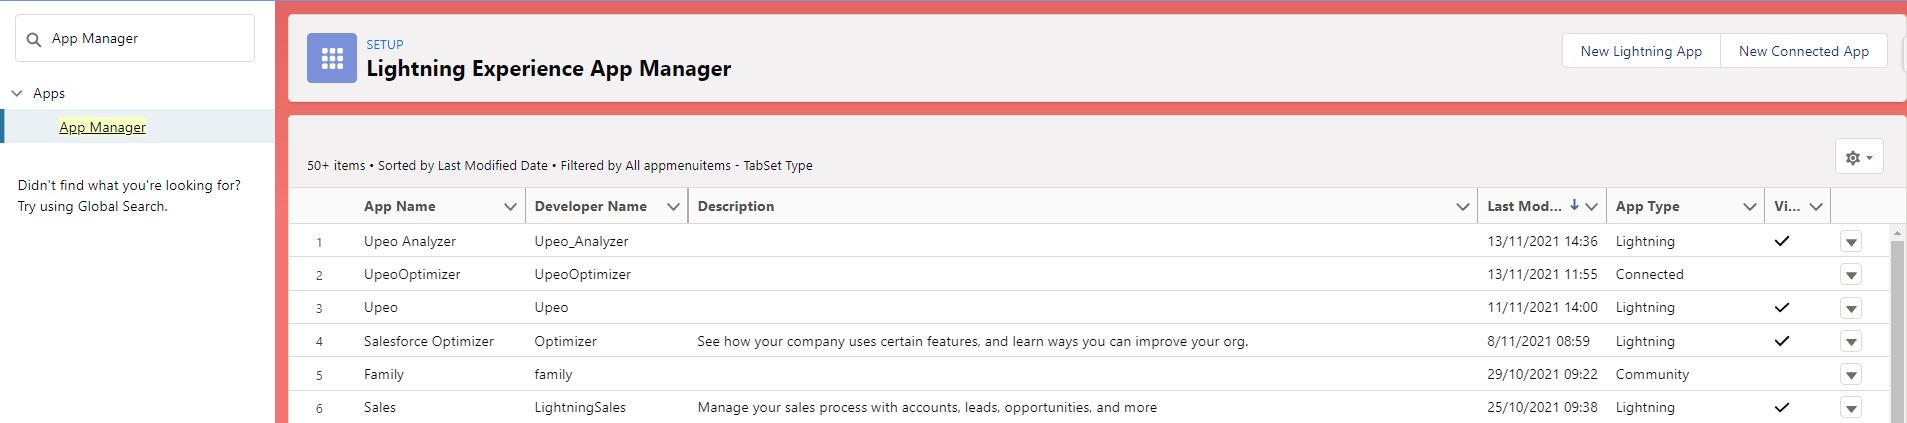 App Manager
Apps
App Manager
Didn't find what you're looking for?
Try using Global Search.
SETUP
Lightning Experience App Manager
New Lightning App New Connected App
50+ items • Sorted by Last Modified Date • Filtered by All appmenuitems - TabSet Type
App Name Developer Name Description Last Mod... App Type Vi...
1 Upeo Analyzer Upeo_Analyzer 13/11/2021 14:36 Lightning
2 UpeoOptimizer UpeoOptimizer 13/11/2021 11:55 Connected
3 Upeo Upeo 11/11/2021 14:00 Lightning
4 Salesforce Optimizer Optimizer See how your company uses certain features, and learn ways you can improve your org. 8/11/2021 08:59 Lightning
5 Family family 29/10/2021 09:22 Community
6 Sales LightningSales Manage your sales process with accounts, leads, opportunities, and more 25/10/2021 09:38 Lightning